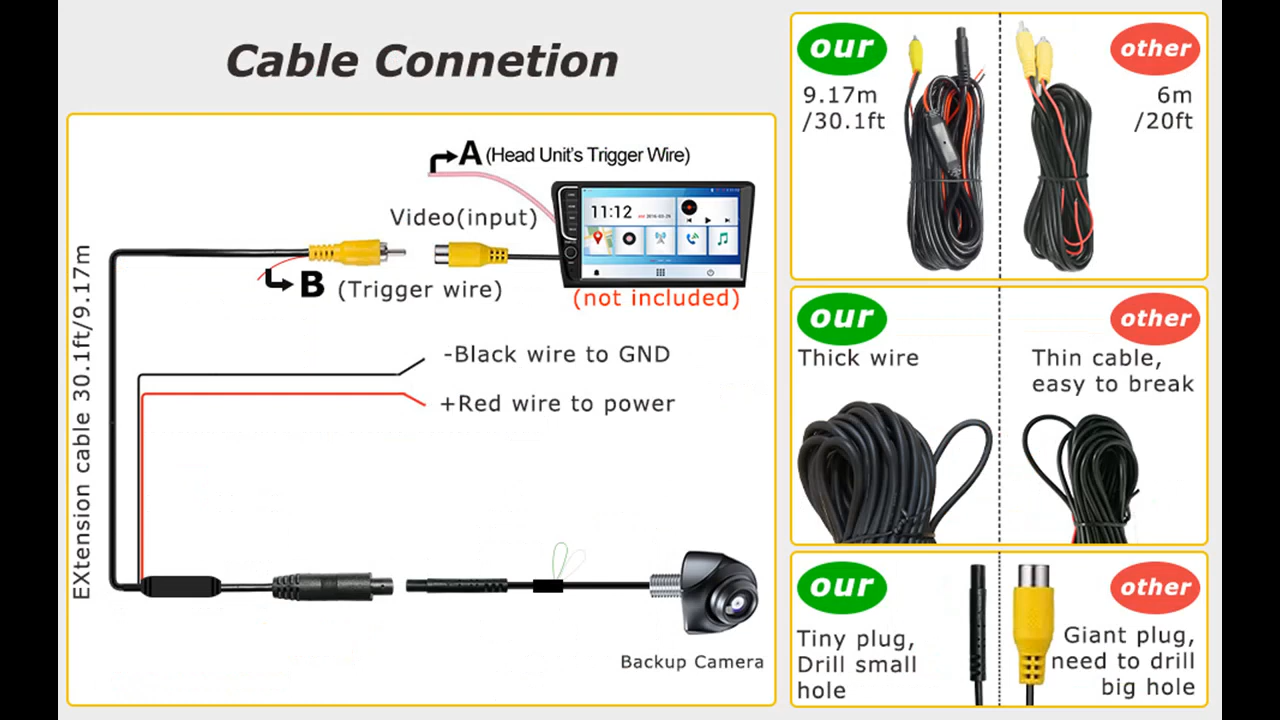 Cable Connetion
A (Head Unit's Trigger Wire)
Video(input)
11:12
B (Trigger wire)
(not included)
-Black wire to GND
+Red wire to power
EXtension cable 30.1ft/9.17m
Backup Camera
our
9.17m
/30.1ft
other
6m
/20ft
our
Thick wire
other
Thin cable,
easy to break
our
Tiny plug,
Drill small
hole
other
Giant plug,
need to drill
big hole